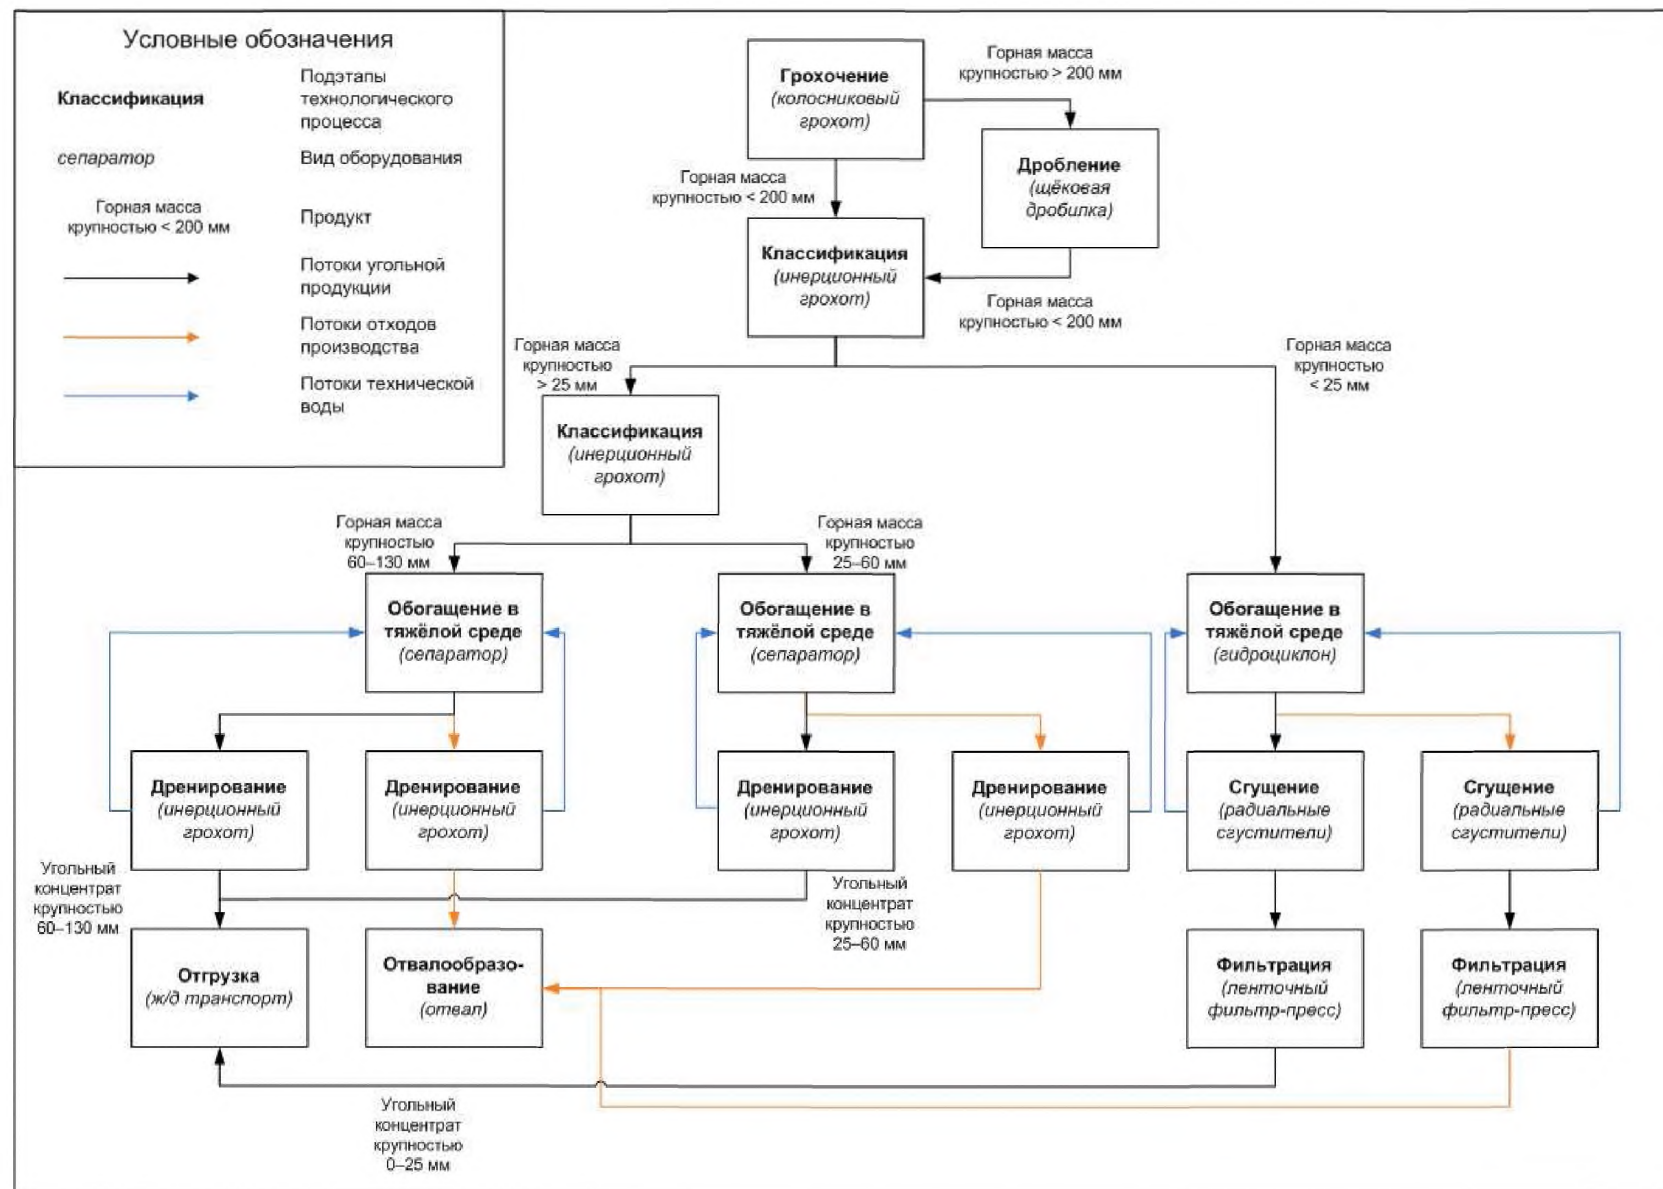 Условные обозначения
Классификация
Подэтапы
технологического
процесса
сепаратор
Вид оборудования
Горная масса
крупностью < 200 мм
Продукт
Потоки угольной
продукции
Потоки отходов
производства
Потоки технической
воды
Грохочение
(колосниковый
грохот)
Горная масса
крупностью > 200 мм
Дробление
(щёковая
дробилка)
Горная масса
крупностью < 200 мм
Классификация
(инерционный
грохот)
Горная масса
крупностью < 200 мм
Горная масса
крупностью
> 25 мм
Горная масса
крупностью
< 25 мм
Классификация
(инерционный
грохот)
Горная масса
крупностью
60–130 мм
Горная масса
крупностью
25–60 мм
Обогащение в
тяжёлой среде
(сепаратор)
Обогащение в
тяжёлой среде
(сепаратор)
Обогащение в
тяжёлой среде
(гидроциклон)
Дренирование
(инерционный
грохот)
Дренирование
(инерционный
грохот)
Дренирование
(инерционный
грохот)
Дренирование
(инерционный
грохот)
Сгущение
(радиальные
сгустители)
Сгущение
(радиальные
сгустители)
Угольный
концентрат
крупностью
60–130 мм
Угольный
концентрат
крупностью
25–60 мм
Отгрузка
(ж/д транспорт)
Отвалообразо-
вание
(отвал)
Фильтрация
(ленточный
фильтр-пресс)
Фильтрация
(ленточный
фильтр-пресс)
Угольный
концентрат
крупностью
0–25 мм